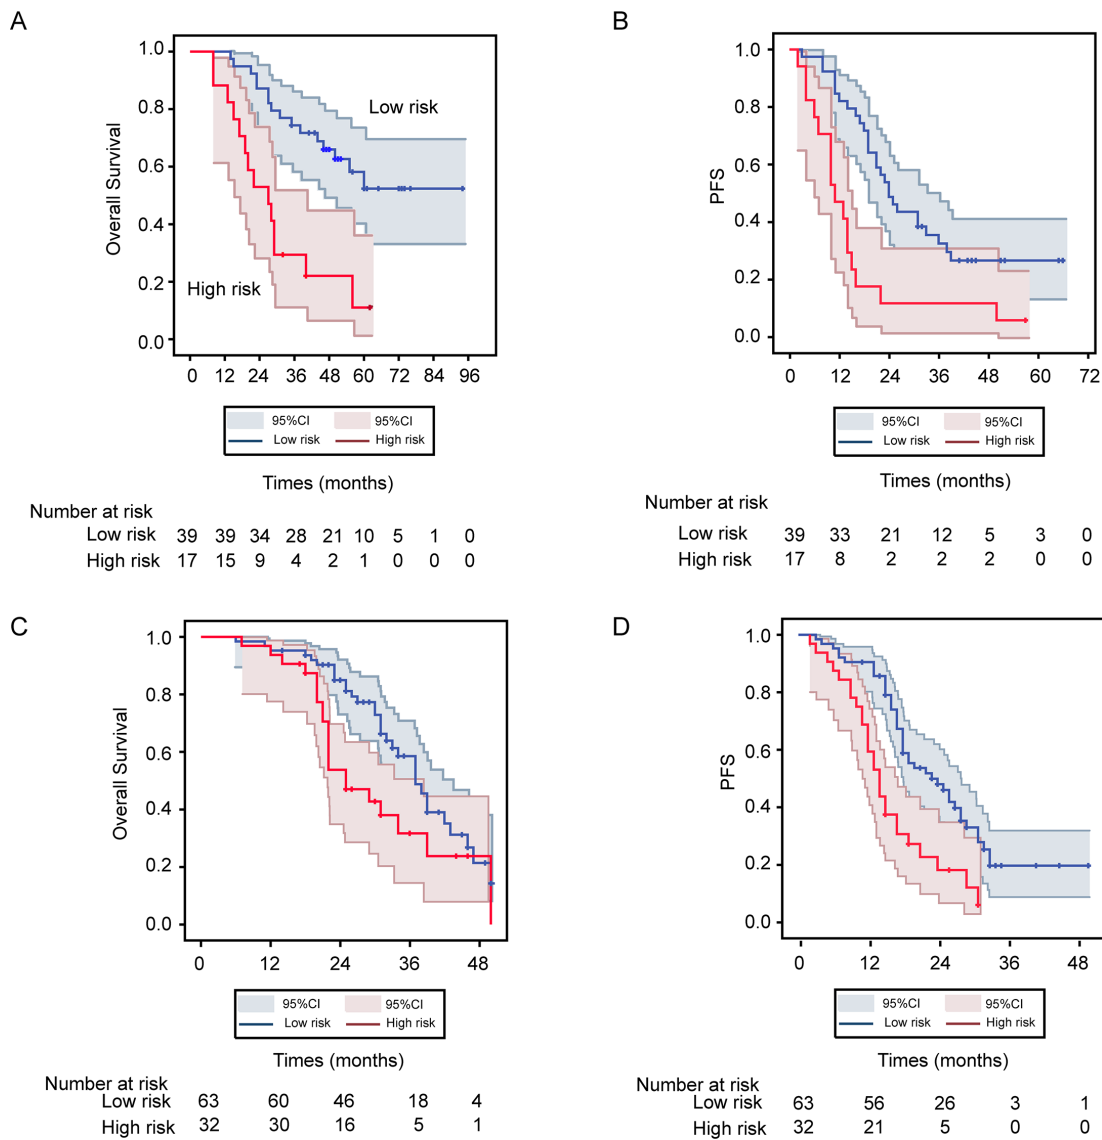 A
Overall Survival
1.0
0.8
0.6
0.4
0.2
0.0
Low risk
High risk
0 12 24 36 48 60 72 84 96
95%CI 95%CI
Low risk High risk
Times (months)
Number at risk
Low risk 39 39 34 28 21 10 5 1 0
High risk 17 15 9 4 2 1 0 0 0
B
PFS
1.0
0.8
0.6
0.4
0.2
0.0
0 12 24 36 48 60 72
95%CI 95%CI
Low risk High risk
Times (months)
Number at risk
Low risk 39 33 21 12 5 3 0
High risk 17 8 2 2 2 0 0
C
Overall Survival
1.0
0.8
0.6
0.4
0.2
0.0
0 12 24 36 48
95%CI 95%CI
Low risk High risk
Times (months)
Number at risk
Low risk 63 60 46 18 4
High risk 32 30 16 5 1
D
PFS
1.0
0.8
0.6
0.4
0.2
0.0
0 12 24 36 48
95%CI 95%CI
Low risk High risk
Times (months)
Number at risk
Low risk 63 56 26 3 1
High risk 32 21 5 0 0